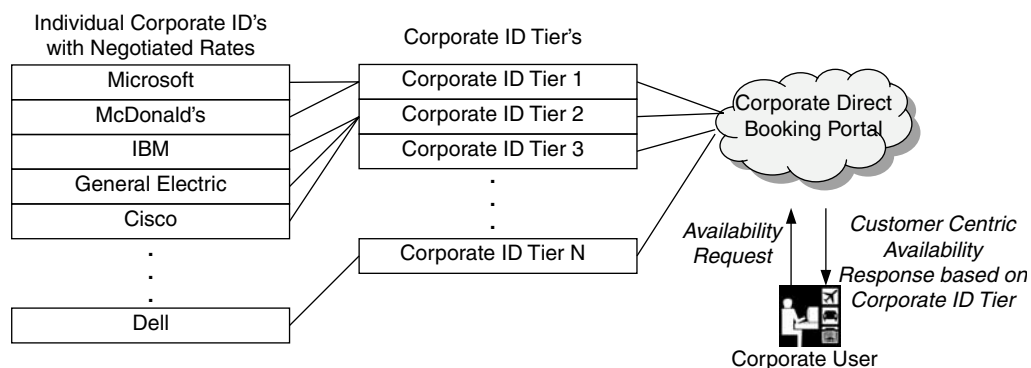 Individual Corporate ID's
with Negotiated Rates
Microsoft
McDonald's
IBM
General Electric
Cisco
Dell
Corporate ID Tier's
Corporate ID Tier 1
Corporate ID Tier 2
Corporate ID Tier 3
Corporate ID Tier N
Corporate Direct
Booking Portal
Availability
Request
Customer Centric
Availability
Response based on
Corporate ID Tier
Corporate User